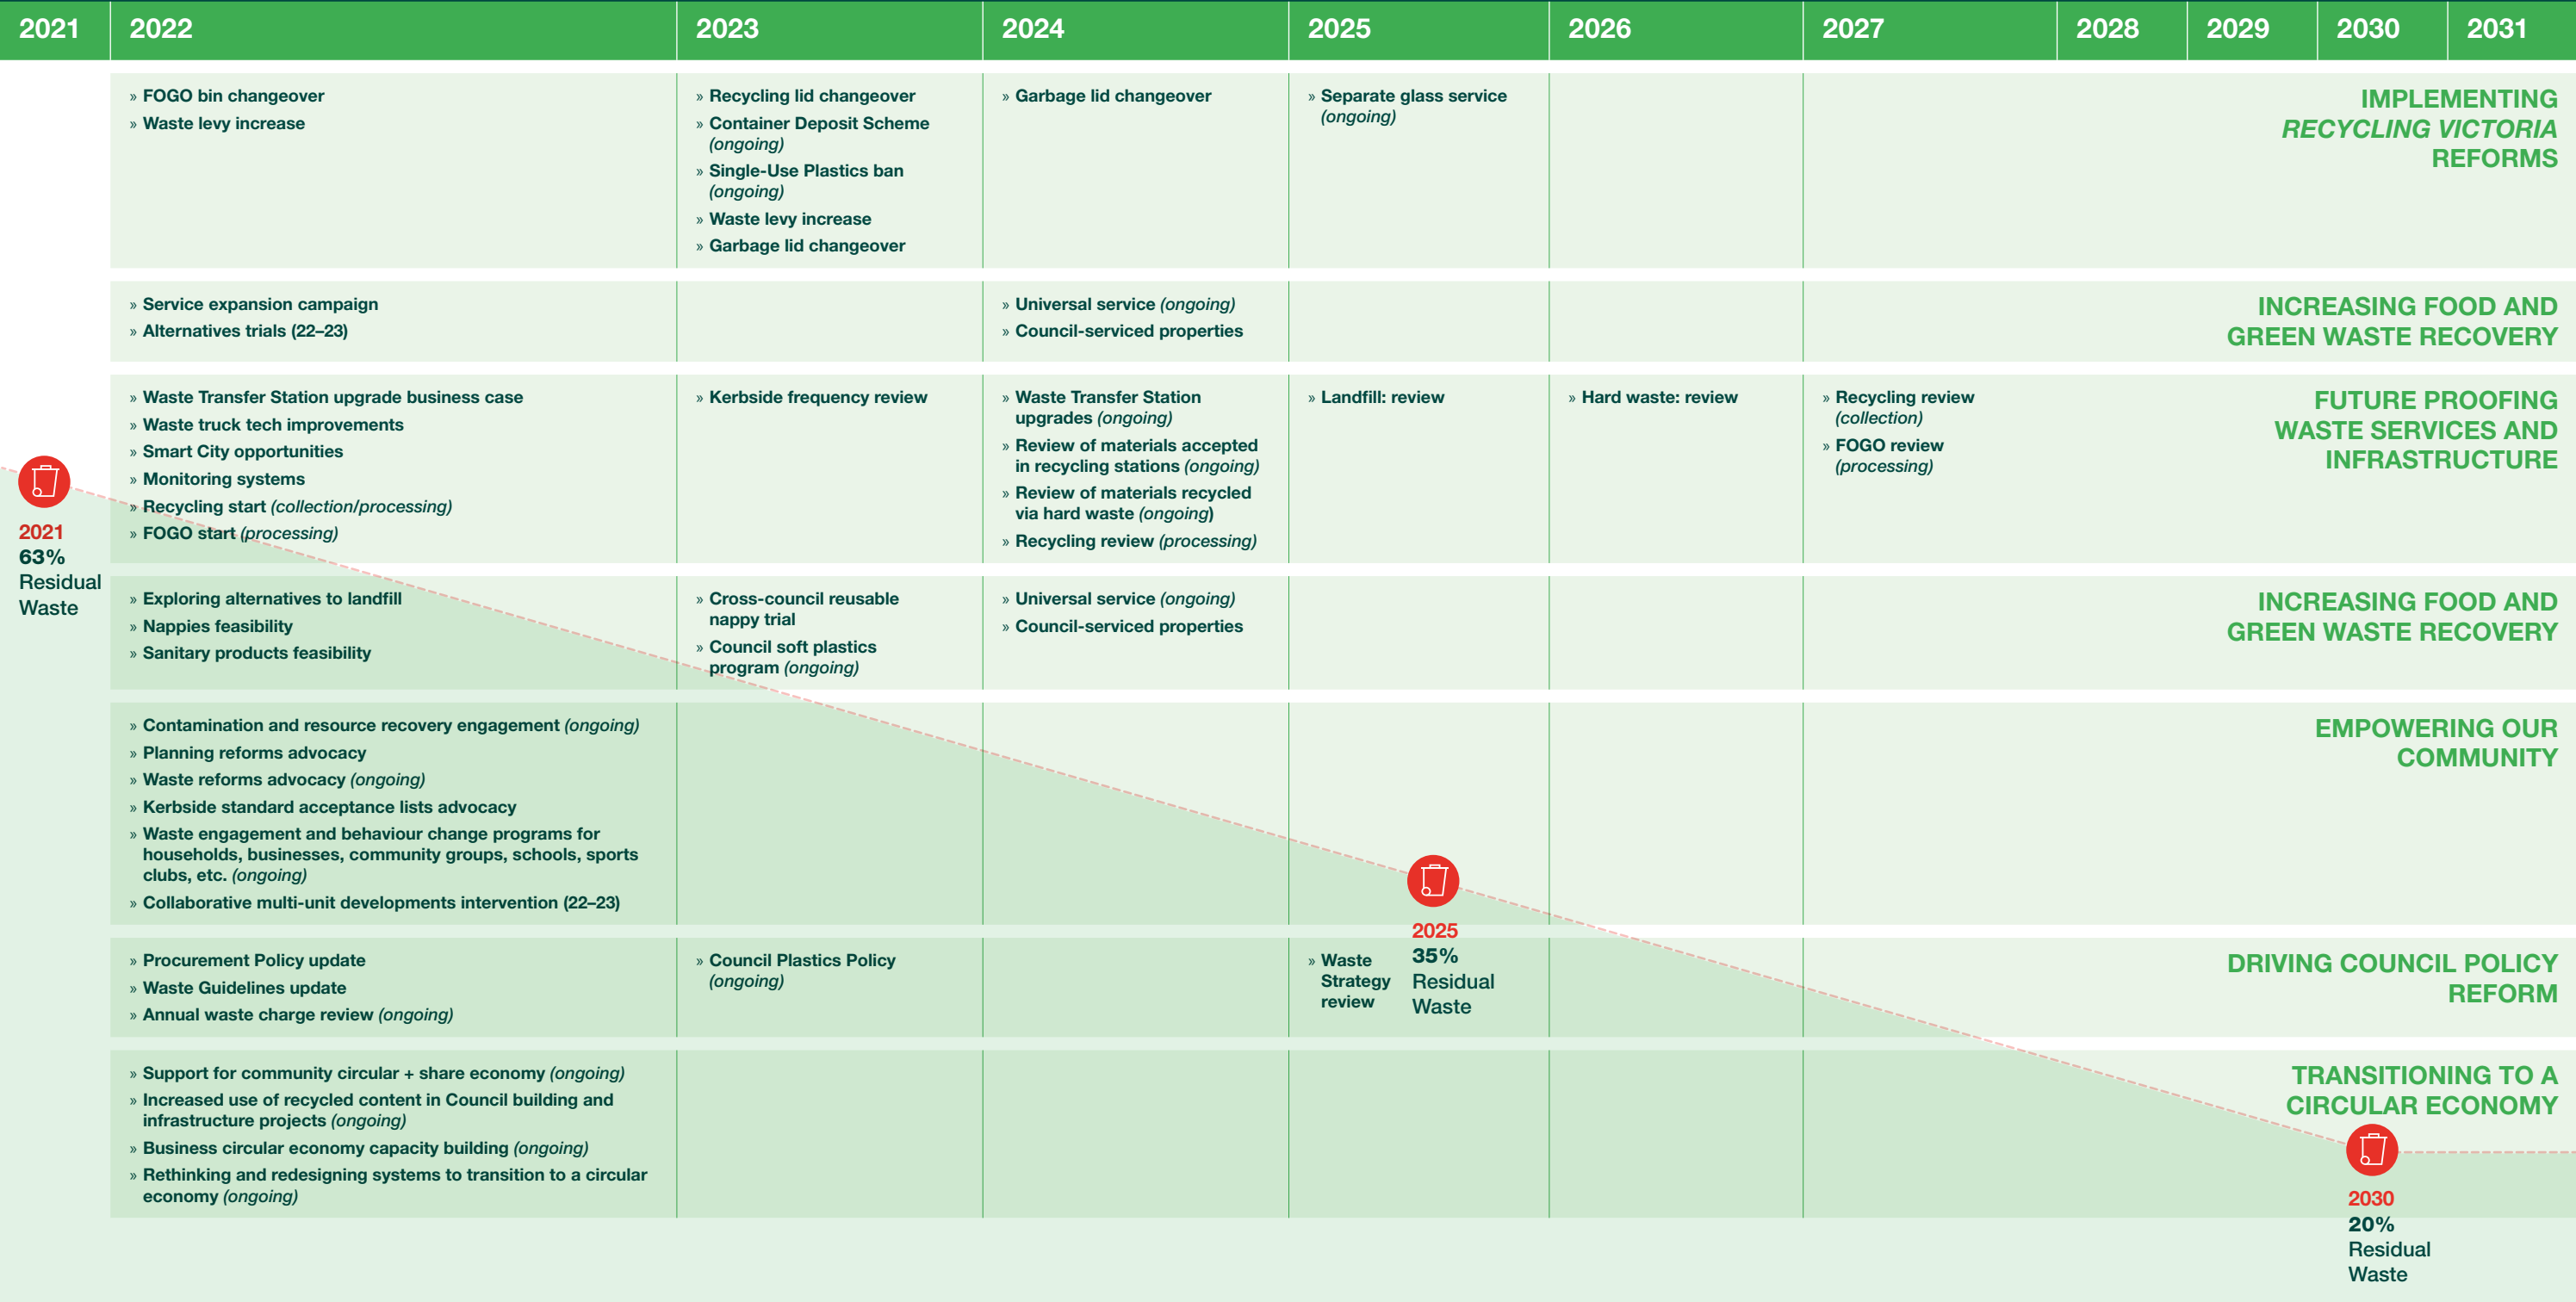 2021 2022 2023 2024 2025 2026 2027 2028 2029 2030 2031
» FOGO bin changeover
» Waste levy increase
» Recycling lid changeover
» Container Deposit Scheme
(ongoing)
» Single-Use Plastics ban
(ongoing)
» Waste levy increase
» Garbage lid changeover
» Garbage lid changeover
» Separate glass service
(ongoing)
IMPLEMENTING
RECYCLING VICTORIA
REFORMS
» Service expansion campaign
» Alternatives trials (22–23)
» Universal service (ongoing)
» Council-serviced properties
INCREASING FOOD AND
GREEN WASTE RECOVERY
» Waste Transfer Station upgrade business case
» Waste truck tech improvements
» Smart City opportunities
» Monitoring systems
» Recycling start (collection/processing)
» FOGO start (processing)
» Kerbside frequency review
» Waste Transfer Station
upgrades (ongoing)
» Review of materials accepted
in recycling stations (ongoing)
» Review of materials recycled
via hard waste (ongoing)
» Recycling review (processing)
» Landfill: review
» Hard waste: review
» Recycling review
(collection)
» FOGO review
(processing)
FUTURE PROOFING
WASTE SERVICES AND
INFRASTRUCTURE
2021
63%
Residual
Waste
» Exploring alternatives to landfill
» Nappies feasibility
» Sanitary products feasibility
» Cross-council reusable
nappy trial
» Council soft plastics
program (ongoing)
» Universal service (ongoing)
» Council-serviced properties
INCREASING FOOD AND
GREEN WASTE RECOVERY
» Contamination and resource recovery engagement (ongoing)
» Planning reforms advocacy
» Waste reforms advocacy (ongoing)
» Kerbside standard acceptance lists advocacy
» Waste engagement and behaviour change programs for
households, businesses, community groups, schools, sports
clubs, etc. (ongoing)
» Collaborative multi-unit developments intervention (22–23)
EMPOWERING OUR
COMMUNITY
» Procurement Policy update
» Waste Guidelines update
» Annual waste charge review (ongoing)
» Council Plastics Policy
(ongoing)
» Waste
Strategy
review
2025
35%
Residual
Waste
DRIVING COUNCIL POLICY
REFORM
» Support for community circular + share economy (ongoing)
» Increased use of recycled content in Council building and
infrastructure projects (ongoing)
» Business circular economy capacity building (ongoing)
» Rethinking and redesigning systems to transition to a circular
economy (ongoing)
TRANSITIONING TO A
CIRCULAR ECONOMY
2030
20%
Residual
Waste